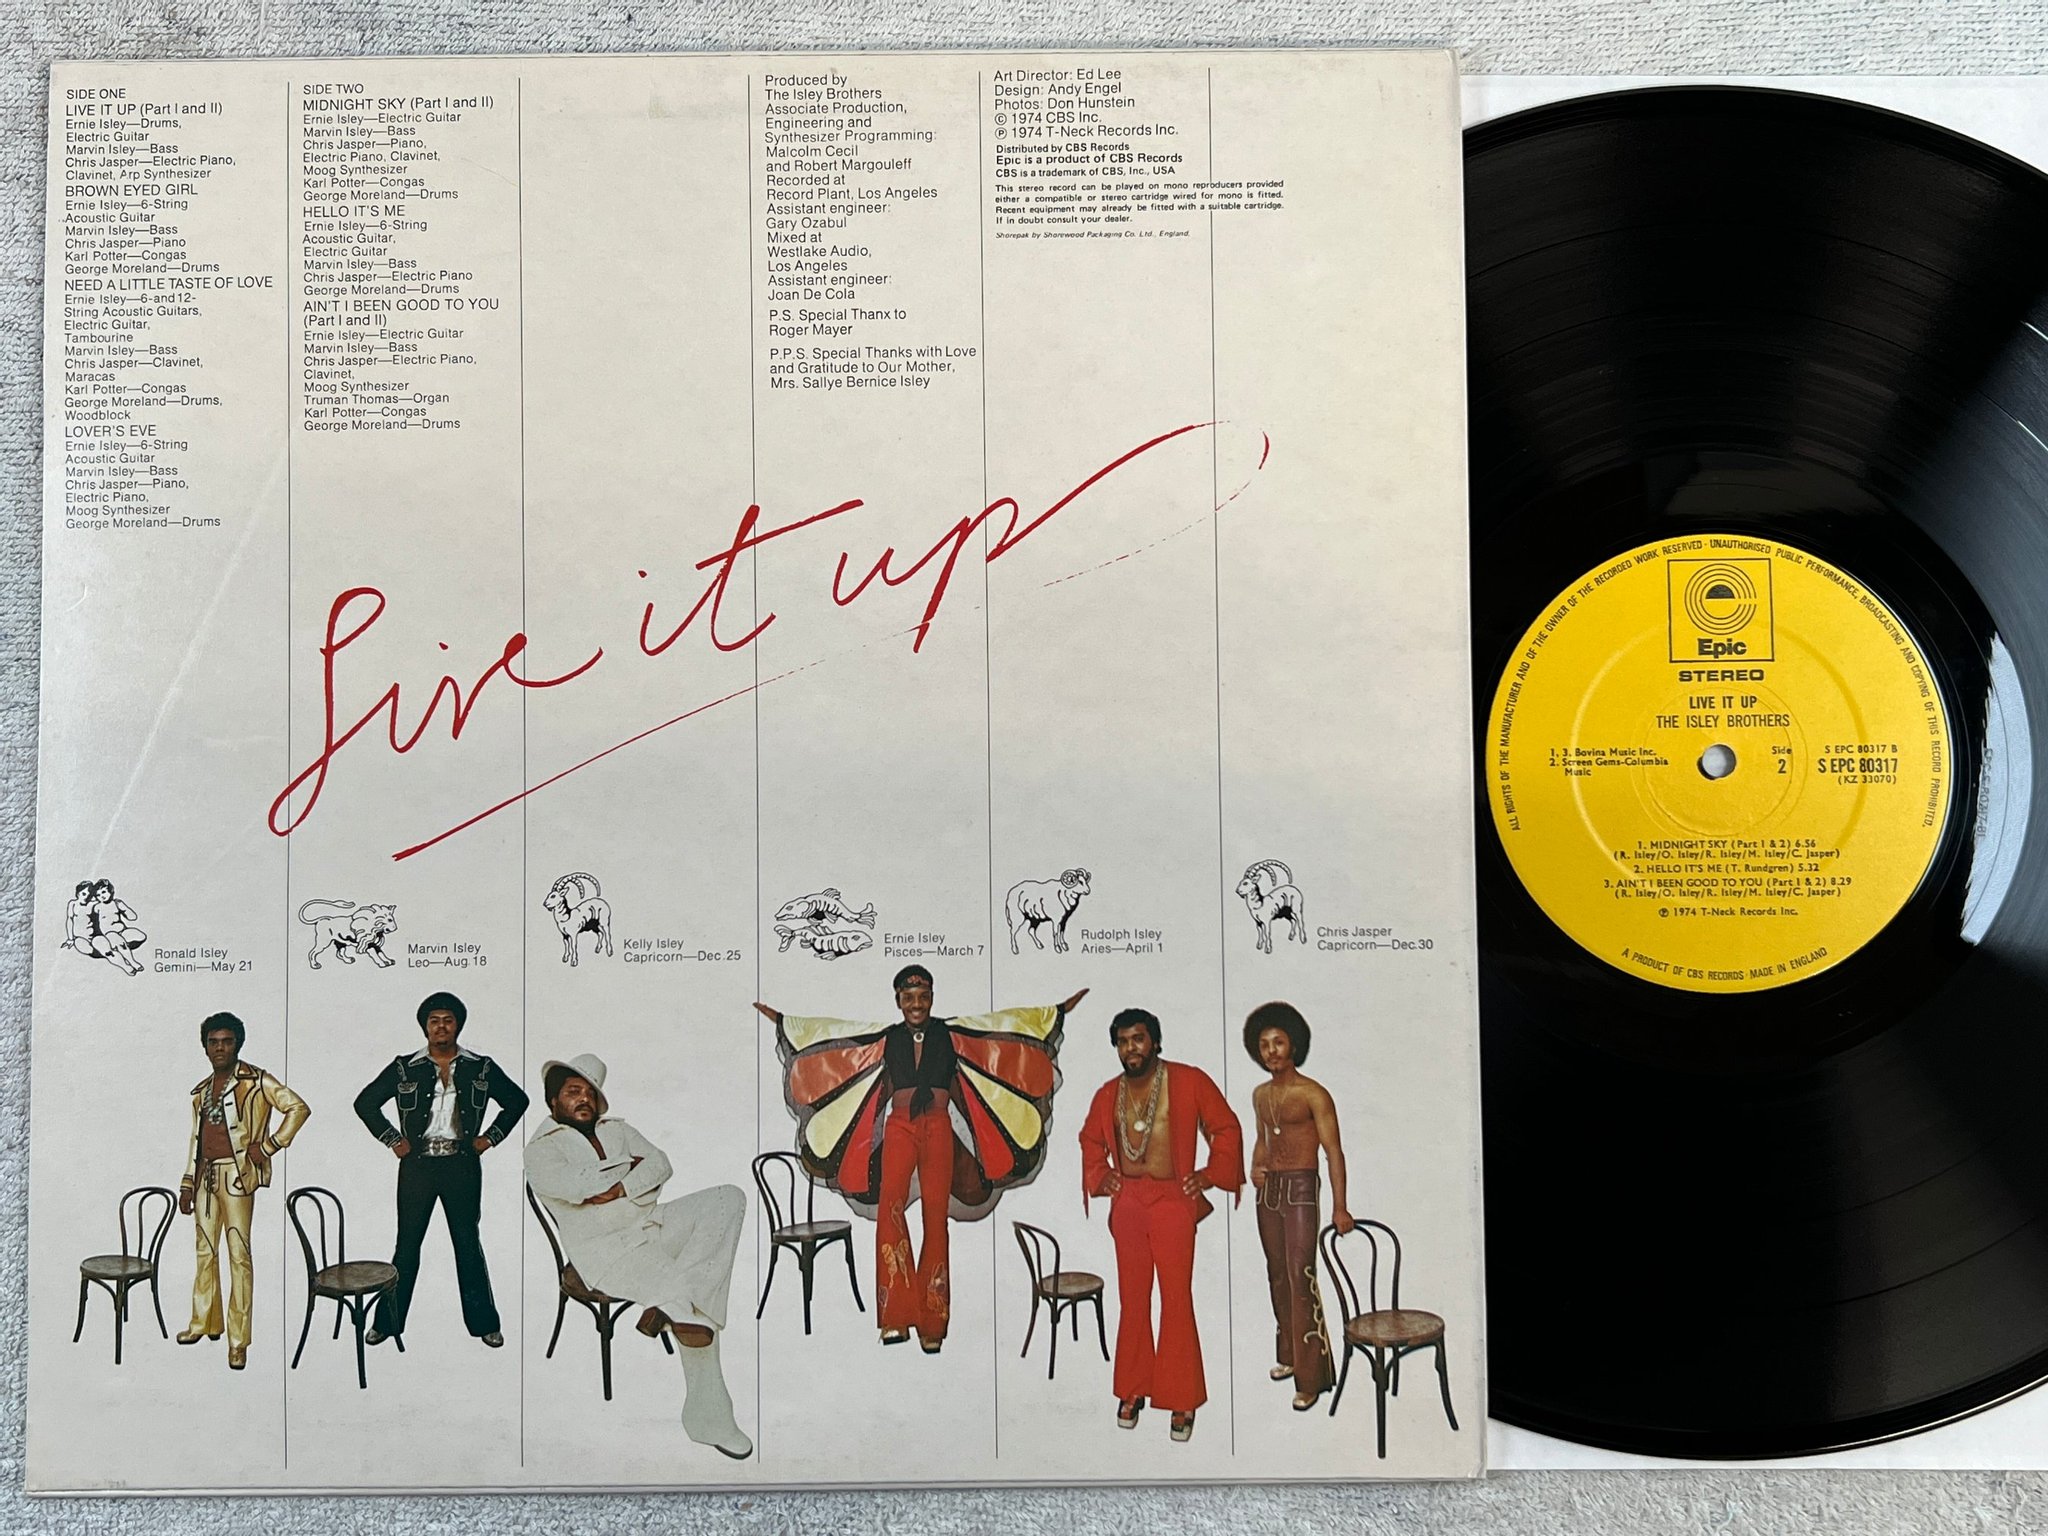 SIDE ONE
LIVE IT UP (Part I and II)
Ernie Isley—Drums,
Electric Guitar
Marvin Isley—Bass
Chris Jasper—Electric Piano,
Clavinet, Arp Synthesizer
BROWN EYED GIRL
Ernie Isley—6-String
Acoustic Guitar
Marvin Isley—Bass
Chris Jasper—Piano
Karl Potter—Congas
George Moreland—Drums
NEED A LITTLE TASTE OF LOVE
Ernie Isley—6-and 12-
String Acoustic Guitars,
Electric Guitar,
Tambourine
Marvin Isley—Bass
Chris Jasper—Clavinet,
Maracas
Karl Potter—Congas
George Moreland—Drums,
Woodblock
LOVER'S EVE
Ernie Isley—6-String
Acoustic Guitar
Marvin Isley—Bass
Chris Jasper—Piano,
Electric Piano,
Moog Synthesizer
George Moreland—Drums
SIDE TWO
MIDNIGHT SKY (Part I and II)
Ernie Isley—Electric Guitar
Marvin Isley—Bass
Chris Jasper—Piano,
Electric Piano, Clavinet,
Moog Synthesizer
Karl Potter—Congas
George Moreland—Drums
HELLO IT'S ME
Ernie Isley—6-String
Acoustic Guitar,
Electric Guitar
Marvin Isley—Bass
Chris Jasper—Electric Piano
George Moreland—Drums
AIN'T I BEEN GOOD TO YOU
(Part I and II)
Ernie Isley—Electric Guitar
Marvin Isley—Bass
Chris Jasper—Electric Piano,
Clavinet,
Moog Synthesizer
Truman Thomas—Organ
Karl Potter—Congas
George Moreland—Drums
Produced by
The Isley Brothers
Associate Production,
Engineering and
Synthesizer Programming:
Malcolm Cecil
and Robert Margouleff
Recorded at
Record Plant, Los Angeles
Assistant engineer:
Gary Ozabul
Mixed at
Westlake Audio,
Los Angeles
Assistant engineer:
Joan De Cola
P.S. Special Thanx to
Roger Mayer
P.P.S. Special Thanks with Love
and Gratitude to Our Mother,
Mrs. Sallye Bernice Isley
Art Director: Ed Lee
Design: Andy Engel
Photos: Don Hunstein
© 1974 CBS Inc.
℗ 1974 T-Neck Records Inc.
Distributed by CBS Records
Epic is a product of CBS Records
CBS is a trademark of CBS, Inc., USA
This stereo record can be played on mono reproducers provided
either a compatible or stereo cartridge wired for mono is fitted.
Recent equipment may already be fitted with a suitable cartridge.
If in doubt consult your dealer.
Shorepak by Shorewood Packaging Co. Ltd., England.
Live it up
Ronald Isley
Gemini—May 21
Marvin Isley
Leo—Aug. 18
Kelly Isley
Capricorn—Dec. 25
Ernie Isley
Pisces—March 7
Rudolph Isley
Aries—April 1
Chris Jasper
Capricorn—Dec. 30
ALL RIGHTS OF THE MANUFACTURER AND OF THE OWNER OF THE RECORDED WORK RESERVED · UNAUTHORISED PUBLIC PERFORMANCE, BROADCASTING AND COPYING OF THIS RECORD PROHIBITED.
Epic
STEREO
LIVE IT UP
THE ISLEY BROTHERS
1, 3. Bovina Music Inc.
2. Screen Gems-Columbia
Music
Side
2
S EPC 80317 B
S EPC 80317
(KZ 33070)
1. MIDNIGHT SKY (Part 1 & 2) 6.56
(R. Isley/O. Isley/R. Isley/M. Isley/C. Jasper)
2. HELLO IT'S ME (T. Rundgren) 5.32
3. AIN'T I BEEN GOOD TO YOU (Part 1 & 2) 8.29
(R. Isley/O. Isley/R. Isley/M. Isley/C. Jasper)
℗ 1974 T-Neck Records Inc.
A PRODUCT OF CBS RECORDS · MADE IN ENGLAND